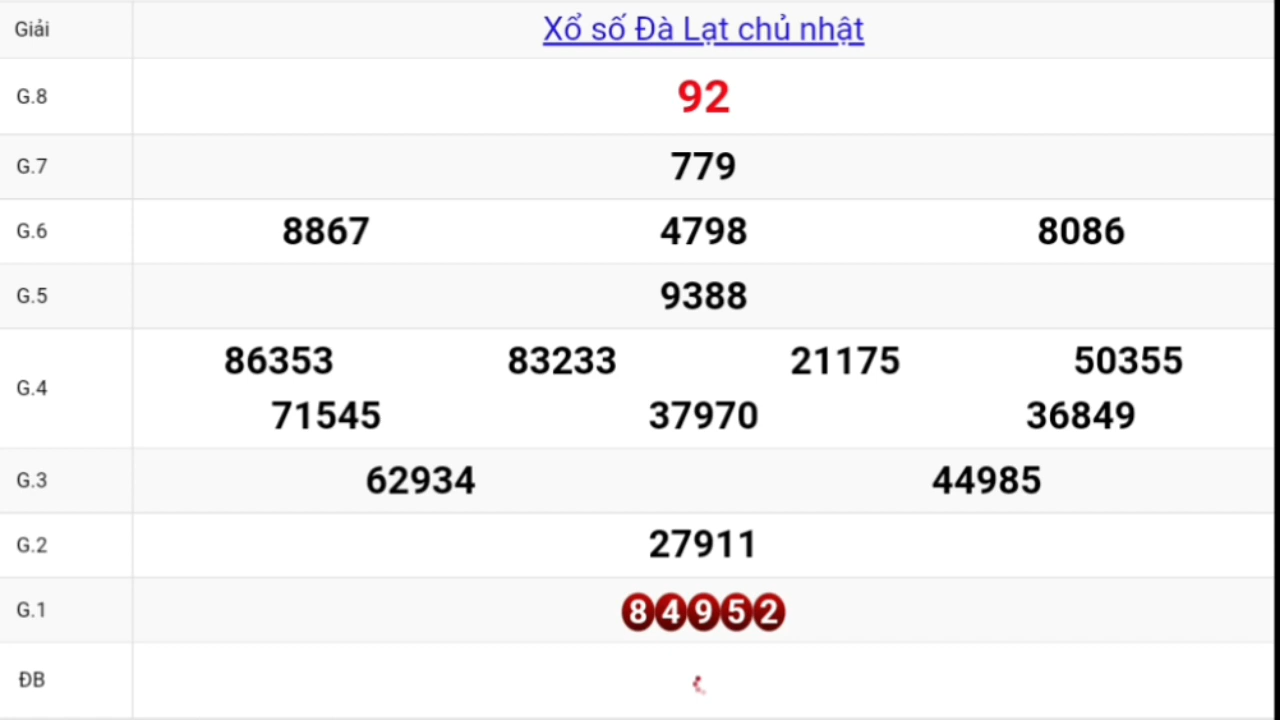 Giải Xổ số Đà Lạt chủ nhật
G.8 92
G.7 779
G.6 8867 4798 8086
G.5 9388
G.4 86353 83233 21175 50355
71545 37970 36849
G.3 62934 44985
G.2 27911
G.1 84952
ĐB